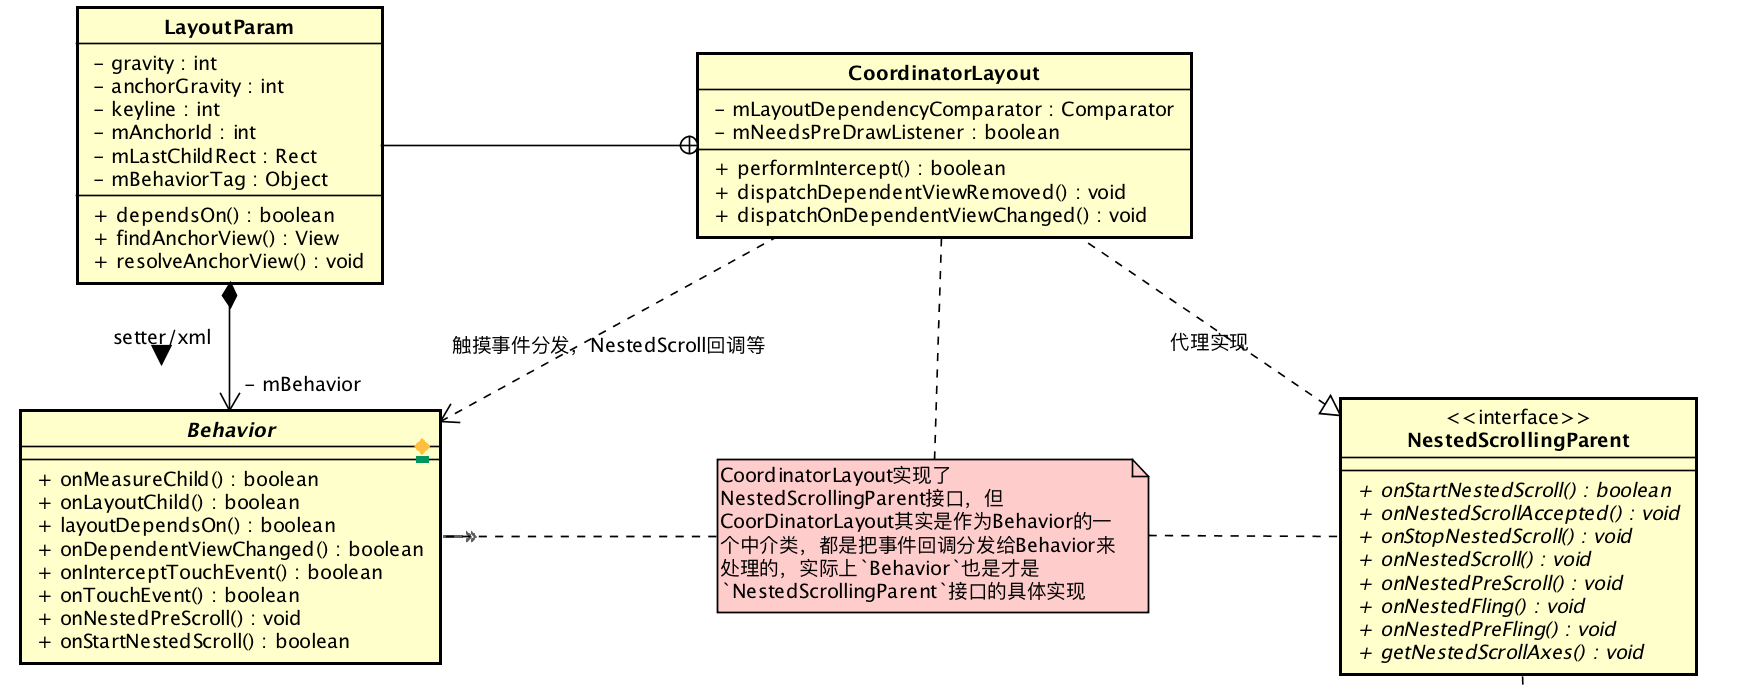 LayoutParam
- gravity : int
- anchorGravity : int
- keyline : int
- mAnchorId : int
- mLastChildRect : Rect
- mBehaviorTag : Object
+ dependsOn() : boolean
+ findAnchorView() : View
+ resolveAnchorView() : void
CoordinatorLayout
- mLayoutDependencyComparator : Comparator
- mNeedsPreDrawListener : boolean
+ performIntercept() : boolean
+ dispatchDependentViewRemoved() : void
+ dispatchOnDependentViewChanged() : void
setter/xml
- mBehavior
触摸事件分发，NestedScroll回调等
代理实现
Behavior
+ onMeasureChild() : boolean
+ onLayoutChild() : boolean
+ layoutDependsOn() : boolean
+ onDependentViewChanged() : boolean
+ onInterceptTouchEvent() : boolean
+ onTouchEvent() : boolean
+ onNestedPreScroll() : void
+ onStartNestedScroll() : boolean
CoordinatorLayout实现了
NestedScrollingParent接口，但
CoorDinatorLayout其实是作为Behavior的一
个中介类，都是把事件回调分发给Behavior来
处理的，实际上`Behavior`也是才是
`NestedScrollingParent`接口的具体实现
<<interface>>
NestedScrollingParent
+ onStartNestedScroll() : boolean
+ onNestedScrollAccepted() : void
+ onStopNestedScroll() : void
+ onNestedScroll() : void
+ onNestedPreScroll() : void
+ onNestedFling() : void
+ onNestedPreFling() : void
+ getNestedScrollAxes() : void